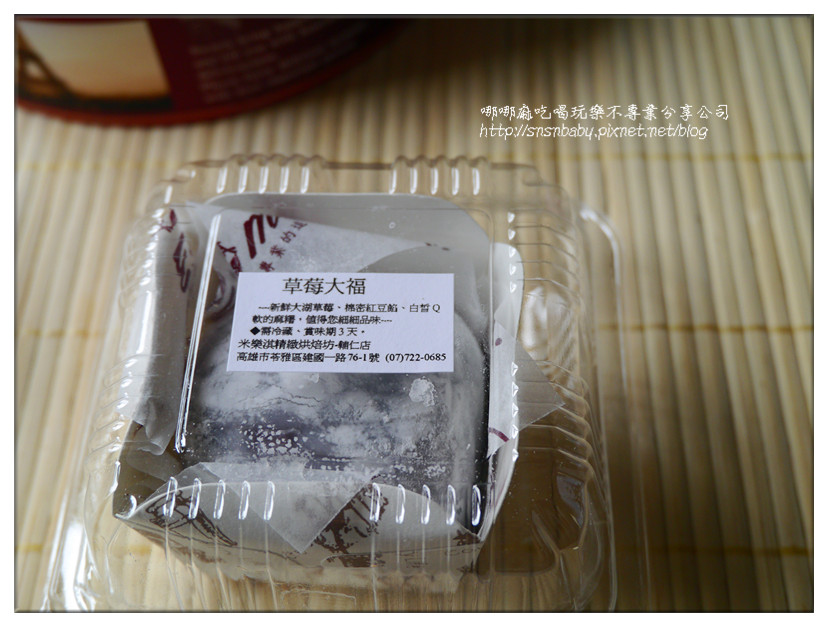 哪哪麻吃喝玩樂不專業分享公司
http://snsnbaby.pixnet.net/blog
草莓大福
---新鮮大湖草莓、棉密紅豆餡、白皙Q
軟的麻糬，值得您細細品味---
◆需冷藏、賞味期3天。
米樂淇精緻烘焙坊-輔仁店
高雄市苓雅區建國一路76-1號 (07)722-0685